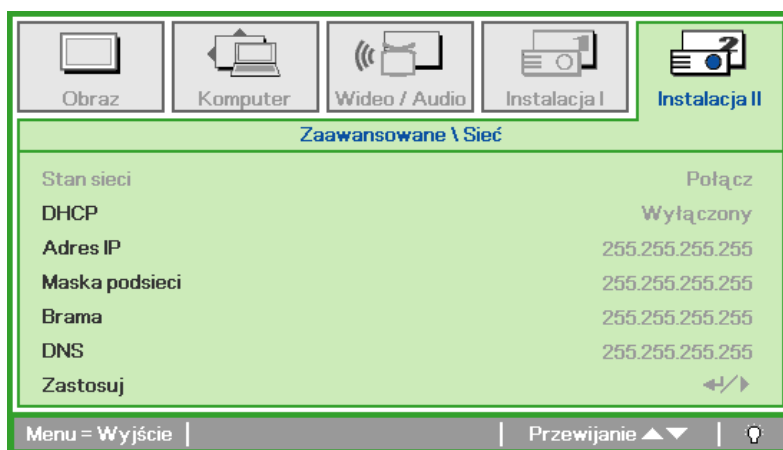 Obraz
Komputer
Wideo / Audio
1
Instalacja I
2
Instalacja II
Zaawansowane \ Sieć
Stan sieci Połącz
DHCP Wyłączony
Adres IP 255.255.255.255
Maska podsieci 255.255.255.255
Brama 255.255.255.255
DNS 255.255.255.255
Zastosuj ↵/▶
Menu = Wyjście | | Przewijanie ▲▼ |